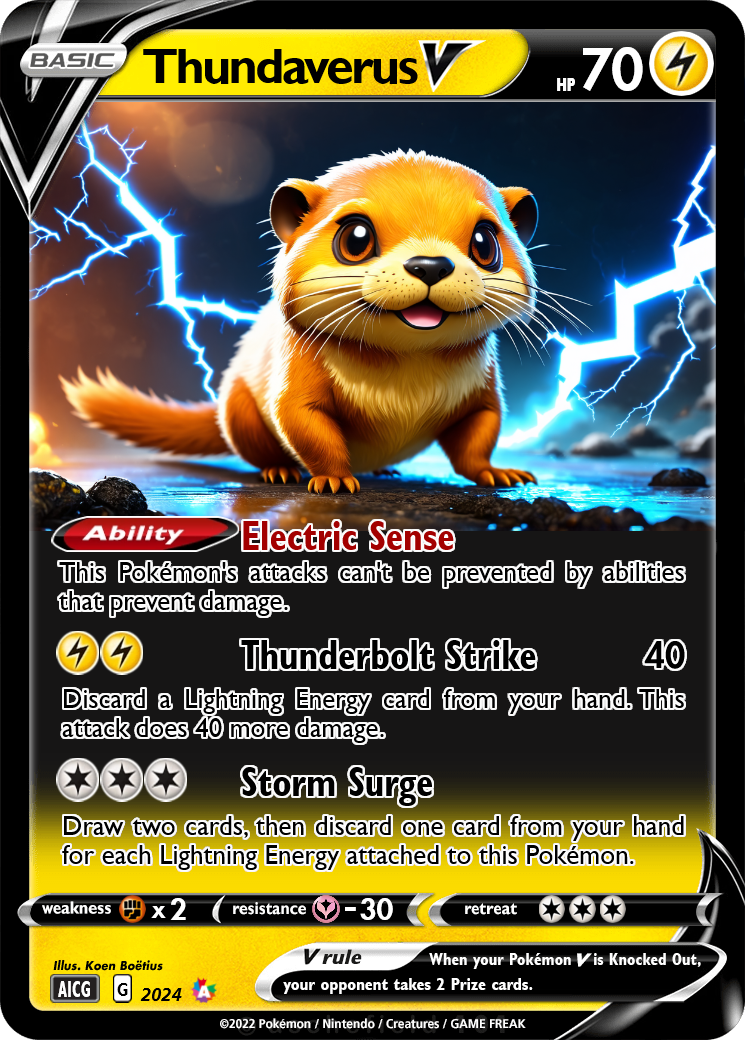 BASIC
Thundaverus V
HP 70
Ability Electric Sense
This Pokémon's attacks can't be prevented by abilities
that prevent damage.
Thunderbolt Strike 40
Discard a Lightning Energy card from your hand. This
attack does 40 more damage.
Storm Surge
Draw two cards, then discard one card from your hand
for each Lightning Energy attached to this Pokémon.
weakness x 2 resistance -30 retreat
Illus. Koen Boëtius
V rule When your Pokémon V is Knocked Out,
your opponent takes 2 Prize cards.
AICG G 2024
©2022 Pokémon / Nintendo / Creatures / GAME FREAK